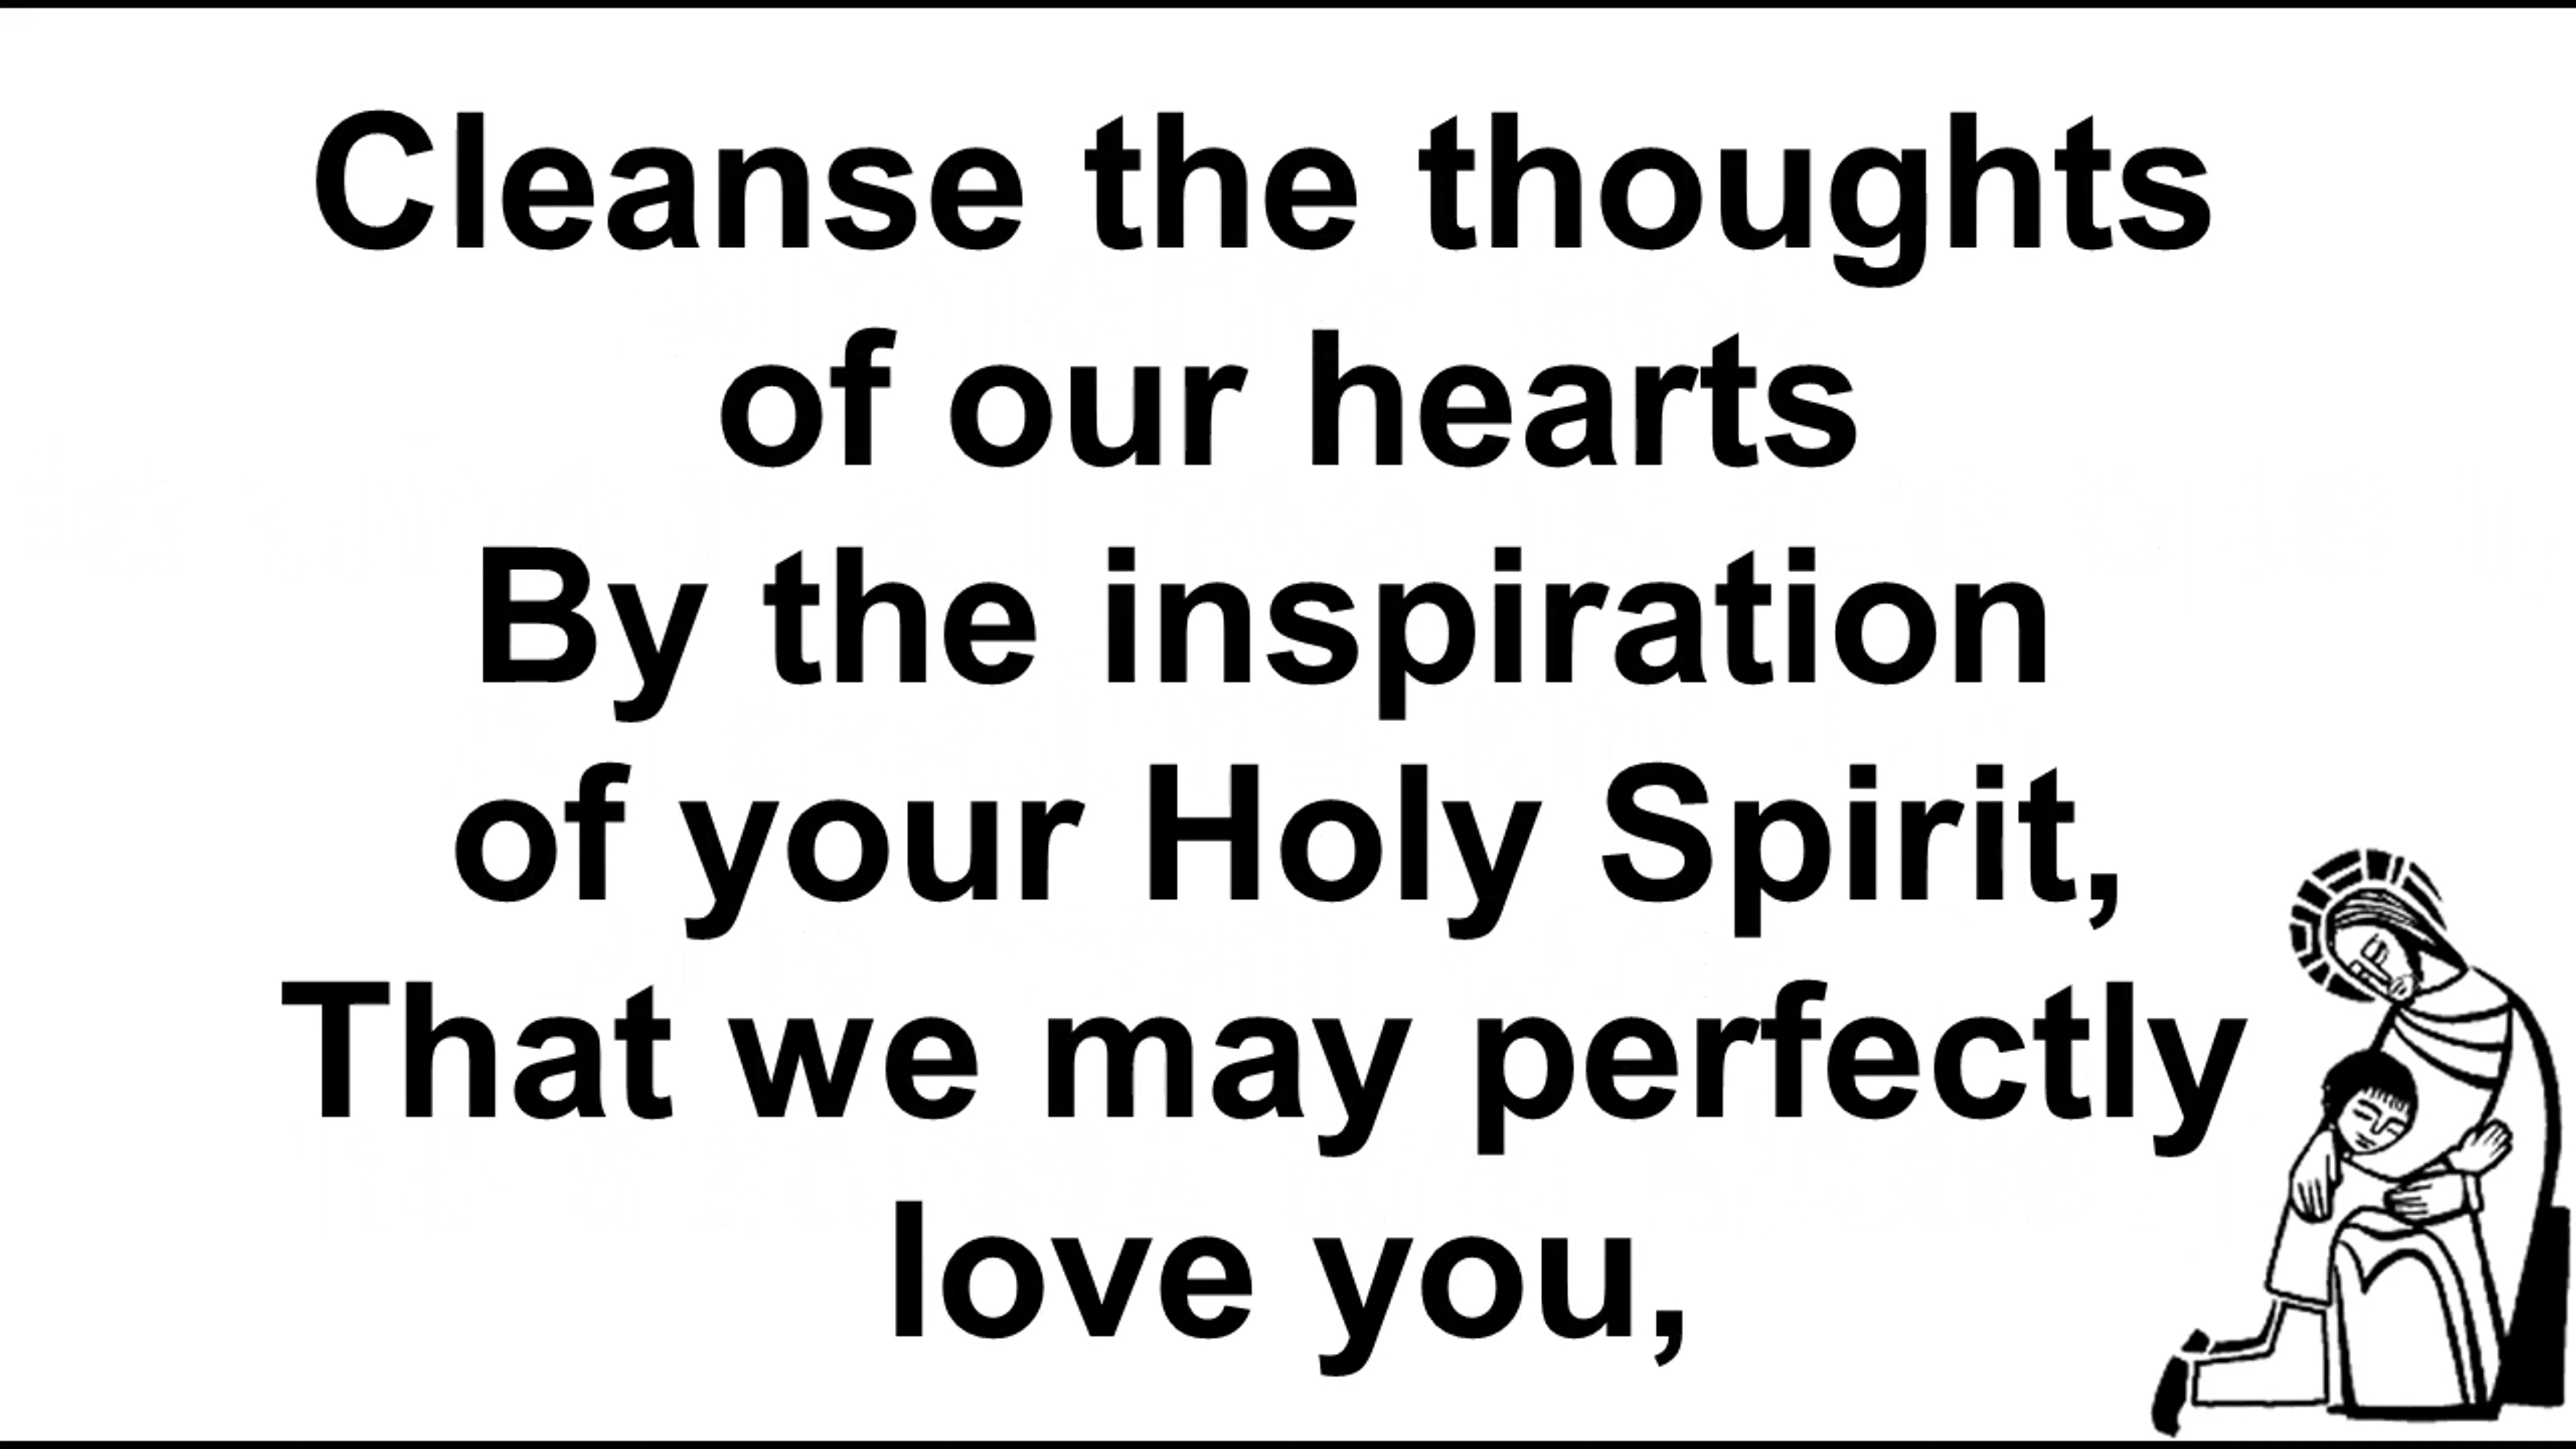 Cleanse the thoughts
of our hearts
By the inspiration
of your Holy Spirit,
That we may perfectly
love you,